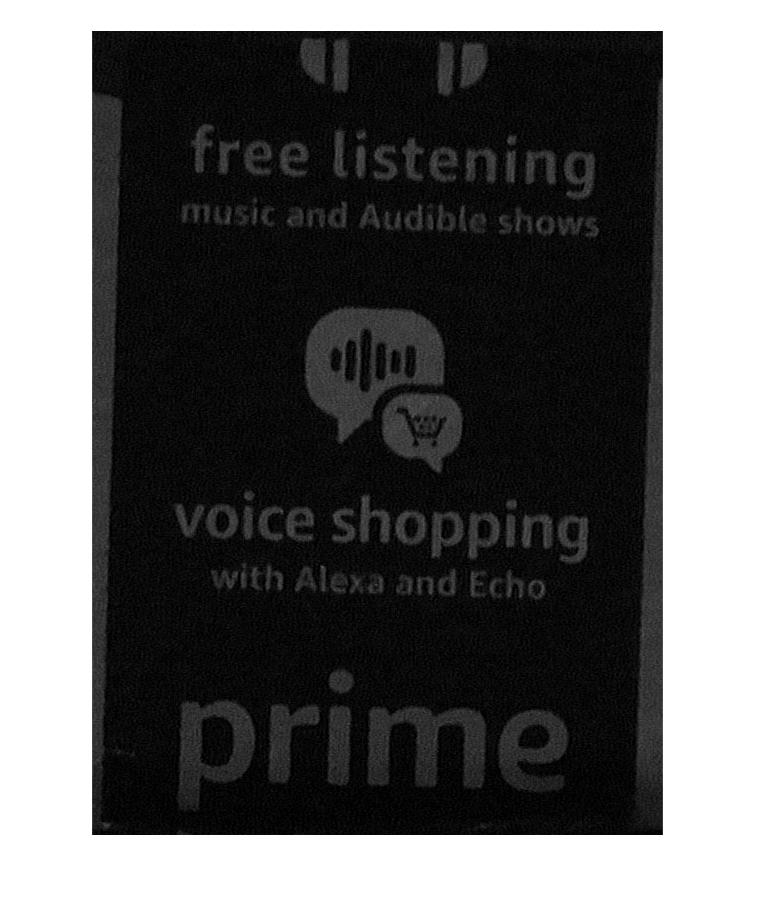 free listening
music and Audible shows
voice shopping
with Alexa and Echo
prime